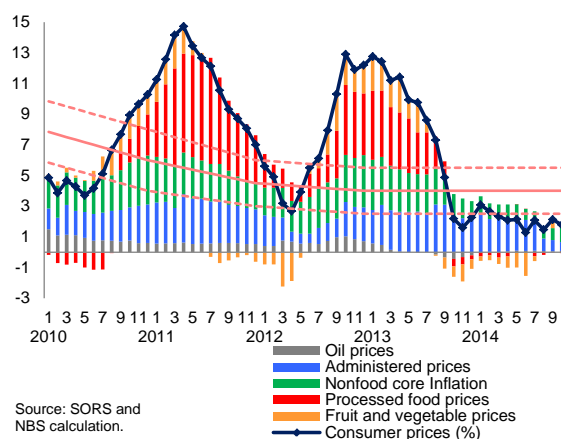 15
13
11
9
7
5
3
1
-1
-3
1 3 5 7 9 11 1 3 5 7 9 11 1 3 5 7 9 11 1 3 5 7 9 11 1 3 5 7 9
2010 2011 2012 2013 2014
Oil prices
Administered prices
Nonfood core Inflation
Processed food prices
Fruit and vegetable prices
Consumer prices (%)
Source: SORS and
NBS calculation.